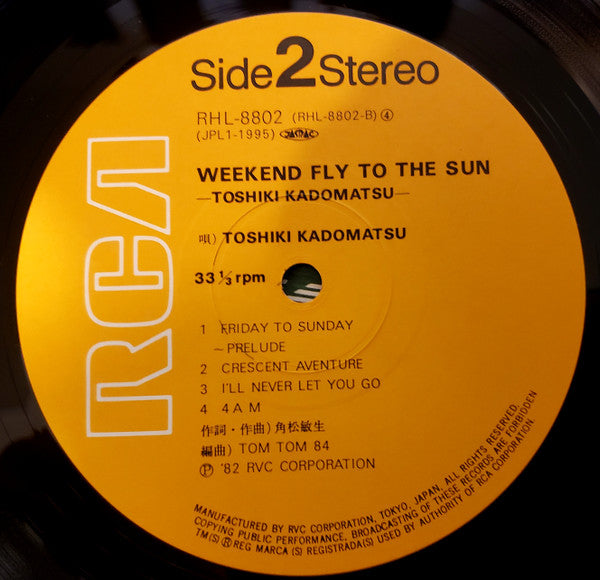 Side 2 Stereo
RHL-8802 (RHL-8802-B) ④
(JPL1-1995) JASRAC
RCA
WEEKEND FLY TO THE SUN
—TOSHIKI KADOMATSU—
唄) TOSHIKI KADOMATSU
33 1/3 rpm
1 FRIDAY TO SUNDAY
~PRELUDE
2 CRESCENT AVENTURE
3 I'LL NEVER LET YOU GO
4 4 A M
作詞・作曲) 角松敏生
編曲) TOM TOM 84
Ⓟ '82 RVC CORPORATION
MANUFACTURED BY RVC CORPORATION, TOKYO, JAPAN, ALL RIGHTS RESERVED.
COPYING PUBLIC PERFORMANCE, BROADCASTING OF THESE RECORDS ARE FORBIDDEN
TM(S) ® REG MARCA (S) REGISTRADA(S) USED BY AUTHORITY OF RCA CORPORATION.